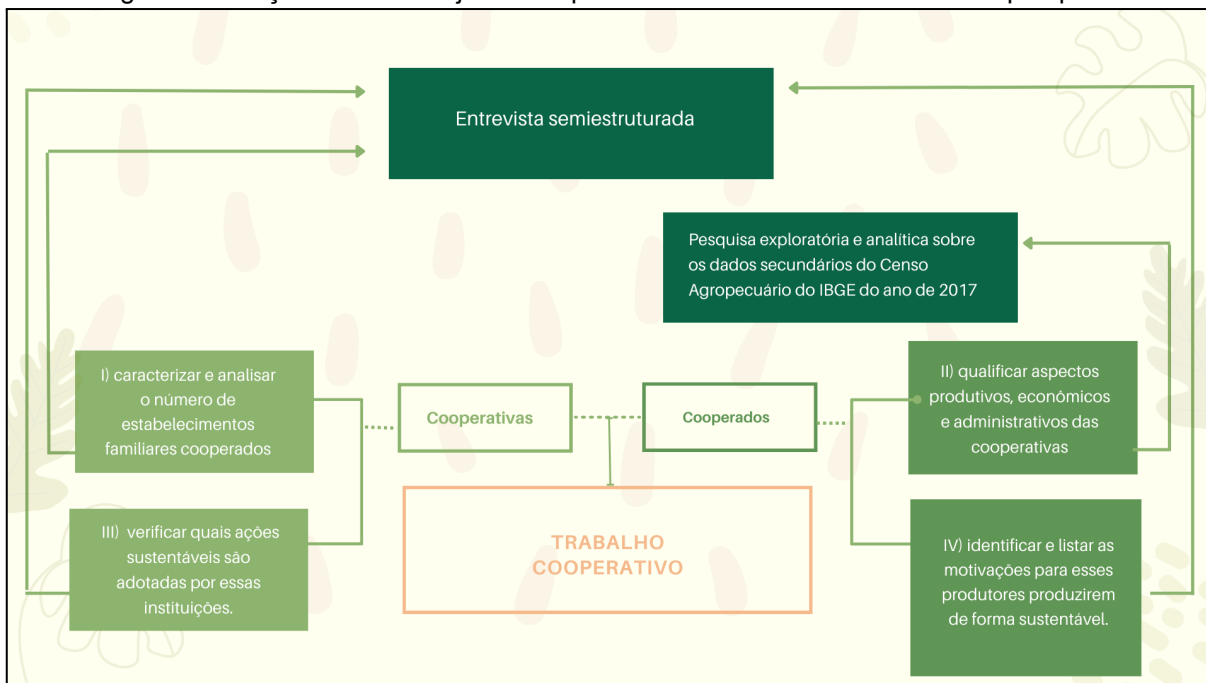 Entrevista semiestruturada
Pesquisa exploratória e analítica sobre
os dados secundários do Censo
Agropecuário do IBGE do ano de 2017
I) caracterizar e analisar
o número de
estabelecimentos
familiares cooperados
Cooperativas
Cooperados
II) qualificar aspectos
produtivos, econômicos
e administrativos das
cooperativas
III) verificar quais ações
sustentáveis são
adotadas por essas
instituições.
TRABALHO
COOPERATIVO
IV) identificar e listar as
motivações para esses
produtores produzirem
de forma sustentável.